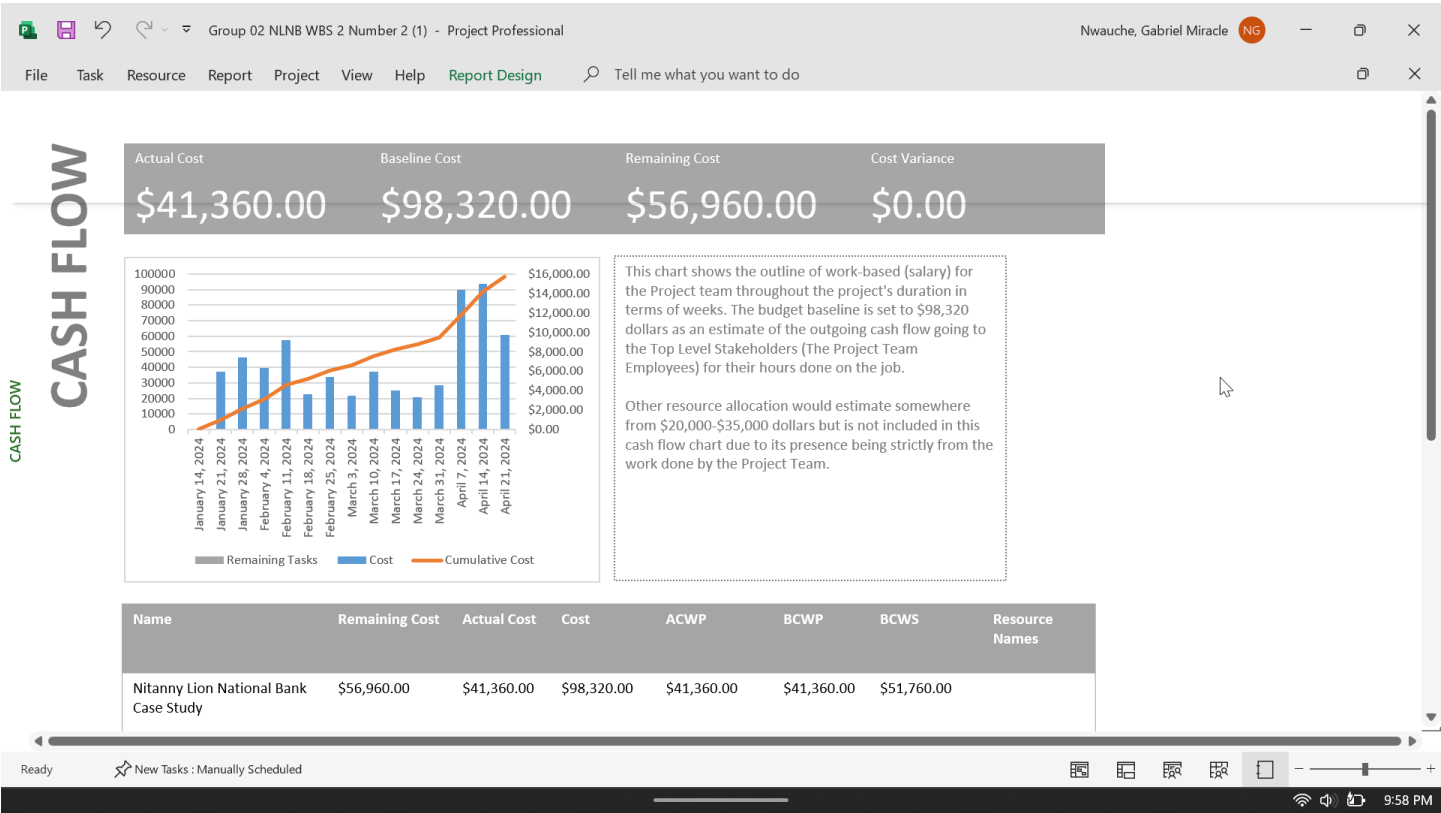 Group 02 NLNB WBS 2 Number 2 (1) - Project Professional
Nwauche, Gabriel Miracle NG
File Task Resource Report Project View Help Report Design Tell me what you want to do
CASH FLOW
CASH FLOW
Actual Cost Baseline Cost Remaining Cost Cost Variance
$41,360.00 $98,320.00 $56,960.00 $0.00
100000
90000
80000
70000
60000
50000
40000
30000
20000
10000
0
$16,000.00
$14,000.00
$12,000.00
$10,000.00
$8,000.00
$6,000.00
$4,000.00
$2,000.00
$0.00
January 14, 2024
January 21, 2024
January 28, 2024
February 4, 2024
February 11, 2024
February 18, 2024
February 25, 2024
March 3, 2024
March 10, 2024
March 17, 2024
March 24, 2024
March 31, 2024
April 7, 2024
April 14, 2024
April 21, 2024
Remaining Tasks Cost Cumulative Cost
This chart shows the outline of work-based (salary) for
the Project team throughout the project's duration in
terms of weeks. The budget baseline is set to $98,320
dollars as an estimate of the outgoing cash flow going to
the Top Level Stakeholders (The Project Team
Employees) for their hours done on the job.
Other resource allocation would estimate somewhere
from $20,000-$35,000 dollars but is not included in this
cash flow chart due to its presence being strictly from the
work done by the Project Team.
Name Remaining Cost Actual Cost Cost ACWP BCWP BCWS Resource
Names
Nitanny Lion National Bank $56,960.00 $41,360.00 $98,320.00 $41,360.00 $41,360.00 $51,760.00
Case Study
Ready New Tasks : Manually Scheduled
9:58 PM